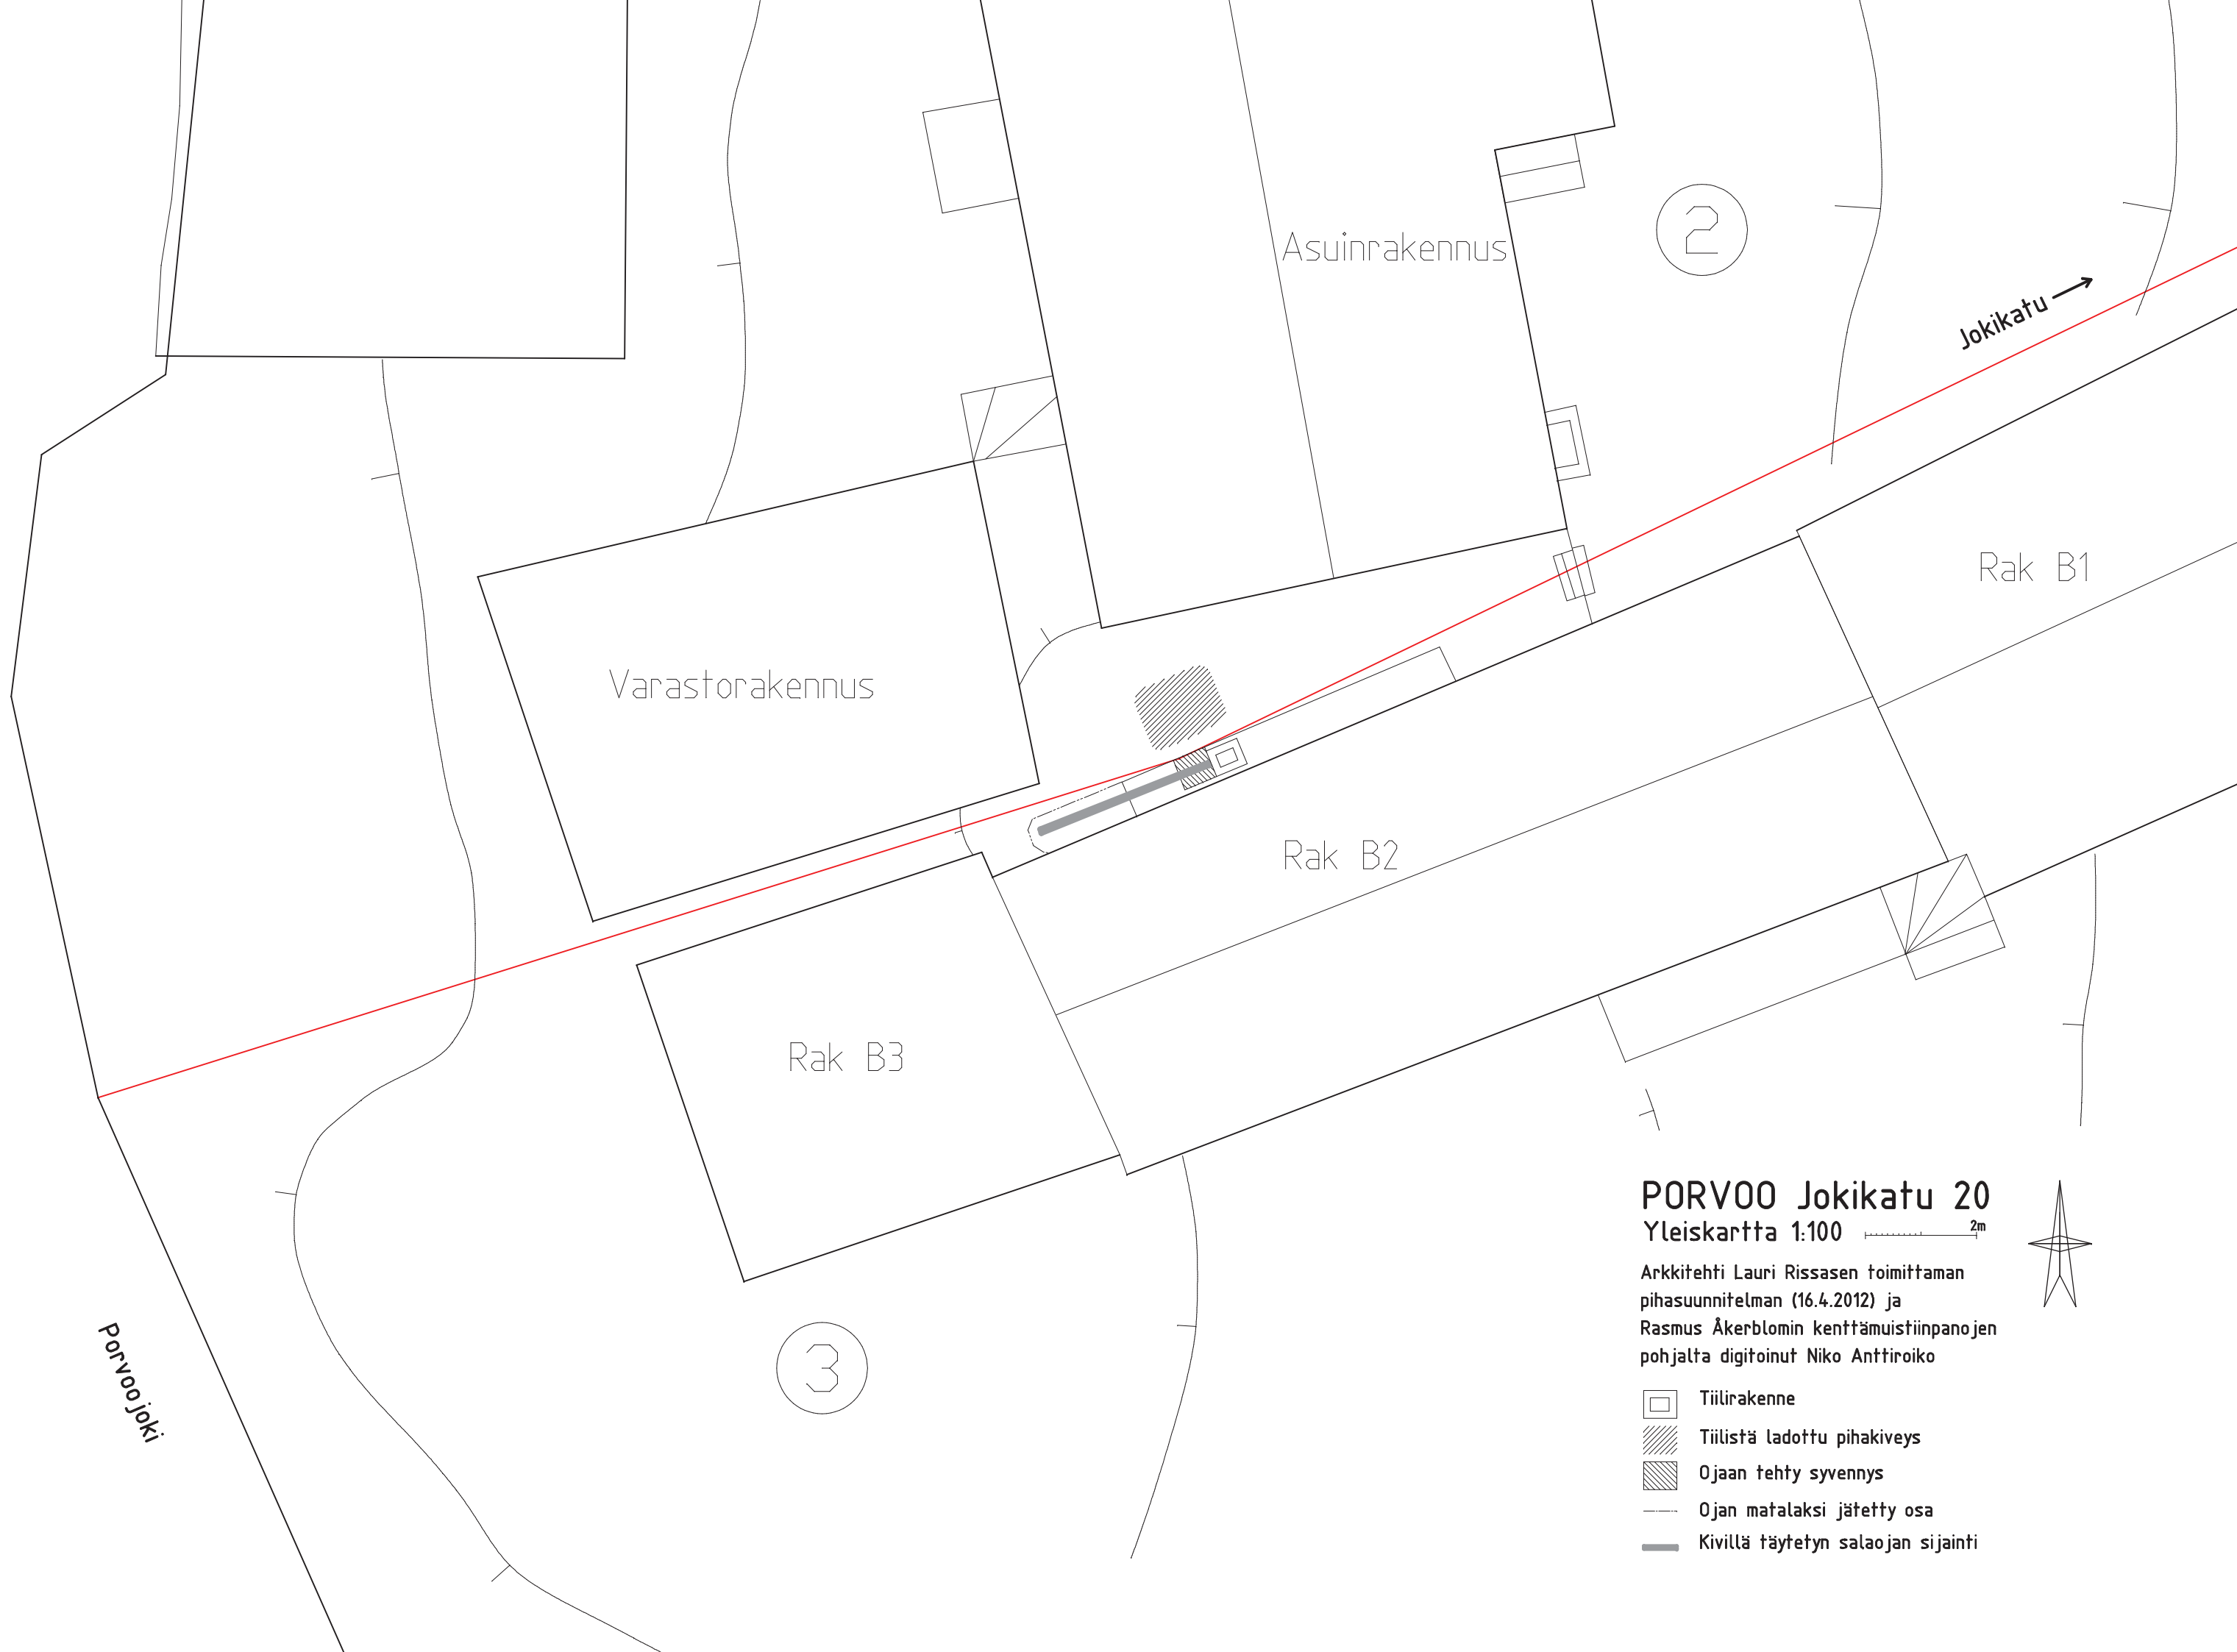 Asuinrakennus
2
Jokikatu
Rak B1
Varastorakennus
Rak B2
Rak B3
3
Porvoojoki
PORVOO Jokikatu 20
Yleiskartta 1:100 2m
Arkkitehti Lauri Rissasen toimittaman
pihasuunnitelman (16.4.2012) ja
Rasmus Åkerblomin kenttämuistiinpanojen
pohjalta digitoinut Niko Anttiroiko
Tiilirakenne
Tiilistä ladottu pihakiveys
Ojaan tehty syvennys
Ojan matalaksi jätetty osa
Kivillä täytetyn salaojan sijainti